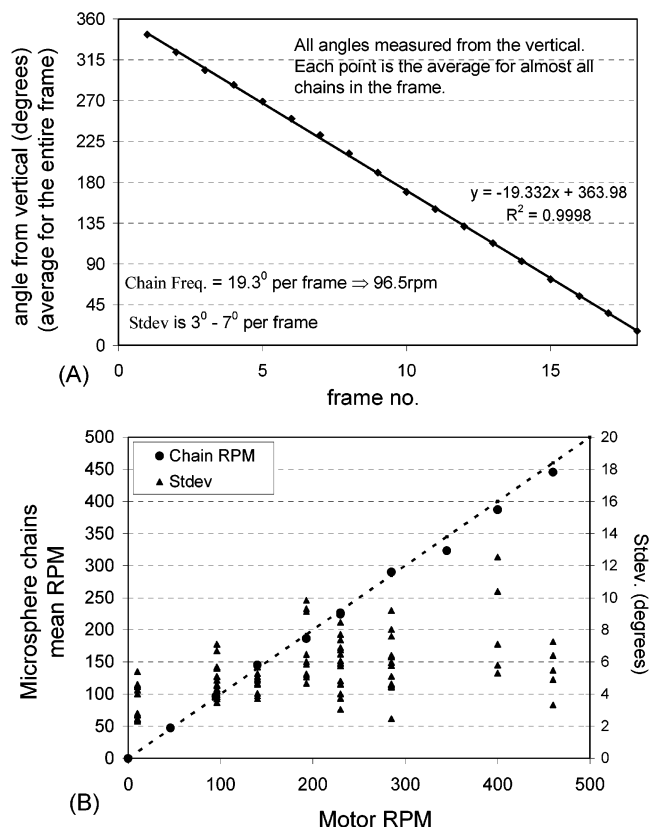 360
315
270
225
180
135
90
45
0
angle from vertical (degrees)
(average for the entire frame)
All angles measured from the vertical.
Each point is the average for almost all
chains in the frame.
y = -19.332x + 363.98
R² = 0.9998
Chain Freq. = 19.3⁰ per frame ⇒ 96.5rpm
Stdev is 3⁰ - 7⁰ per frame
0 5 10 15
(A)
frame no.
500
450
400
350
300
250
200
150
100
50
0
Microsphere chains
mean RPM
Chain RPM
Stdev
20
18
16
14
12
10
8
6
4
2
0
Stdev. (degrees)
0 100 200 300 400 500
(B)
Motor RPM